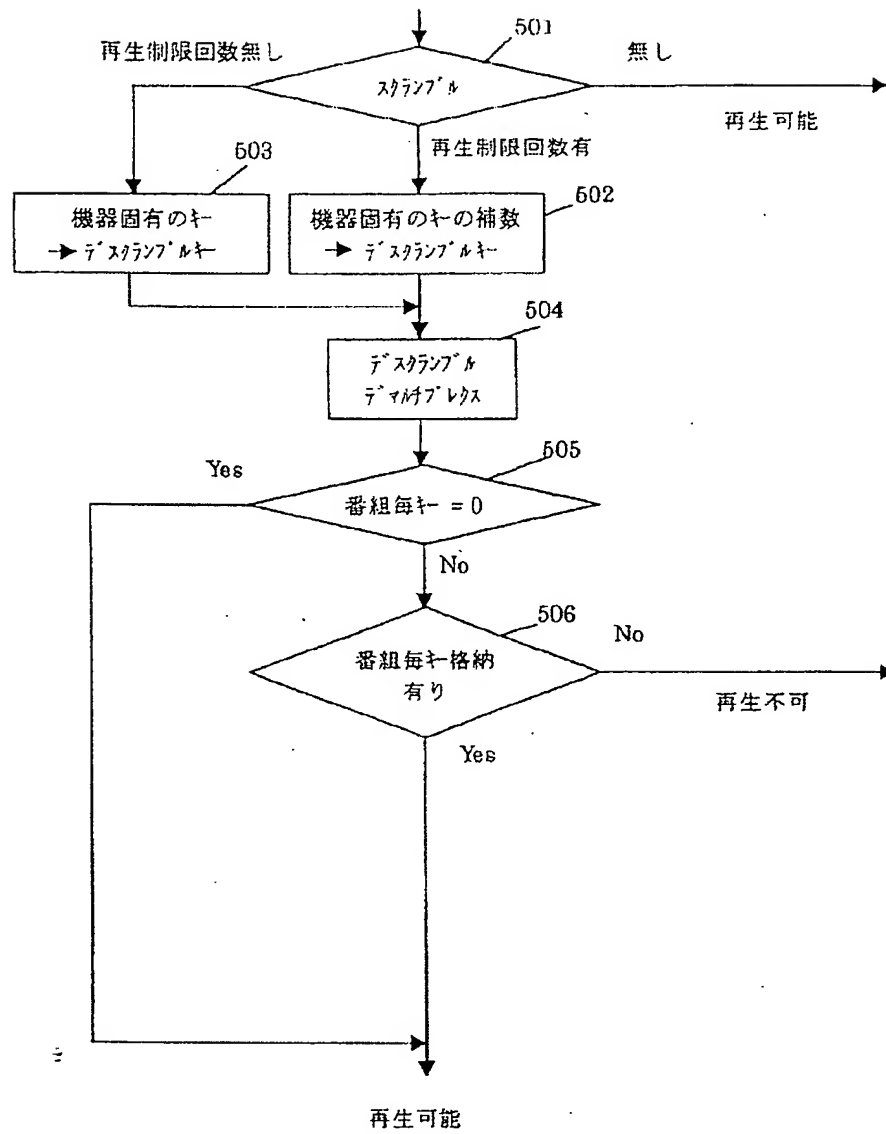 501
再生制限回数無し
無し
スクランブル
再生可能
再生制限回数有
503
502
機器固有のキー
→ デスクランブルキー
機器固有のキーの補数
→ デスクランブルキー
504
デスクランブル
デマルチプレクス
505
Yes
番組毎キー = 0
No
506
No
番組毎キー格納
有り
再生不可
Yes
再生可能